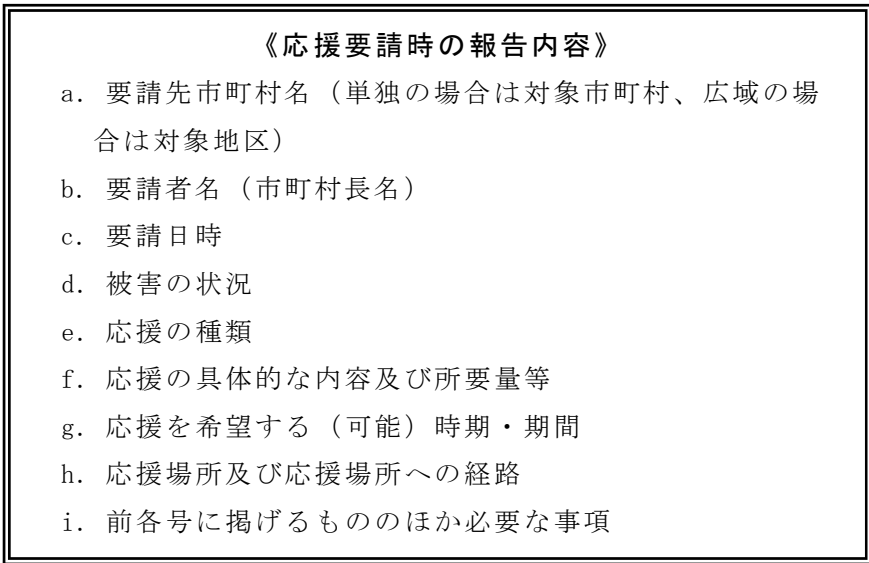 《応援要請時の報告内容》
a. 要請先市町村名（単独の場合は対象市町村、広域の場
合は対象地区）
b. 要請者名（市町村長名）
c. 要請日時
d. 被害の状況
e. 応援の種類
f. 応援の具体的な内容及び所要量等
g. 応援を希望する（可能）時期・期間
h. 応援場所及び応援場所への経路
i. 前各号に掲げるもののほか必要な事項